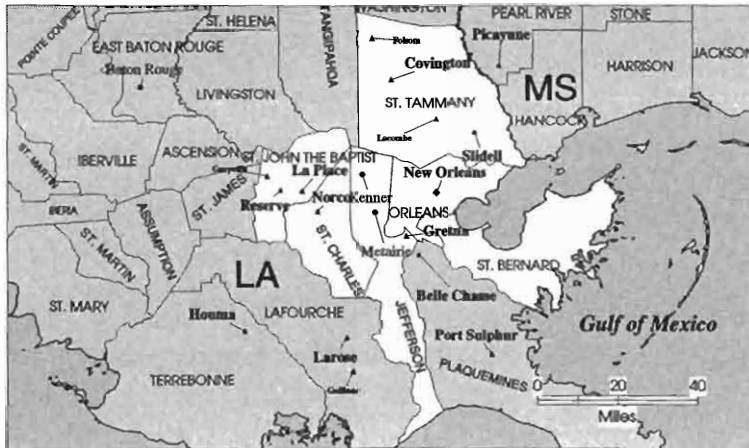 WASHINGTON
PEARL RIVER
STONE
ST. HELENA
TANGIPAHOA
POINTE COUPEE
EAST BATON ROUGE
Baton Rouge
Folsom
Picayune
JACKSON
HARRISON
Covington
MS
LIVINGSTON
ST. TAMMANY
HANCOCK
Lacombe
Slidell
ST. MARTIN
IBERVILLE
ASCENSION
ST. JOHN THE BAPTIST
La Place
New Orleans
ST. JAMES
Reserve
Norco
Kenner
ORLEANS
IBERIA
ASSUMPTION
Gretna
ST. MARTIN
ST. CHARLES
Metairie
ST. BERNARD
LA
Belle Chasse
ST. MARY
Houma
LAFOURCHE
JEFFERSON
Gulf of Mexico
Port Sulphur
Larose
TERREBONNE
PLAQUEMINES
0 20 40
Miles